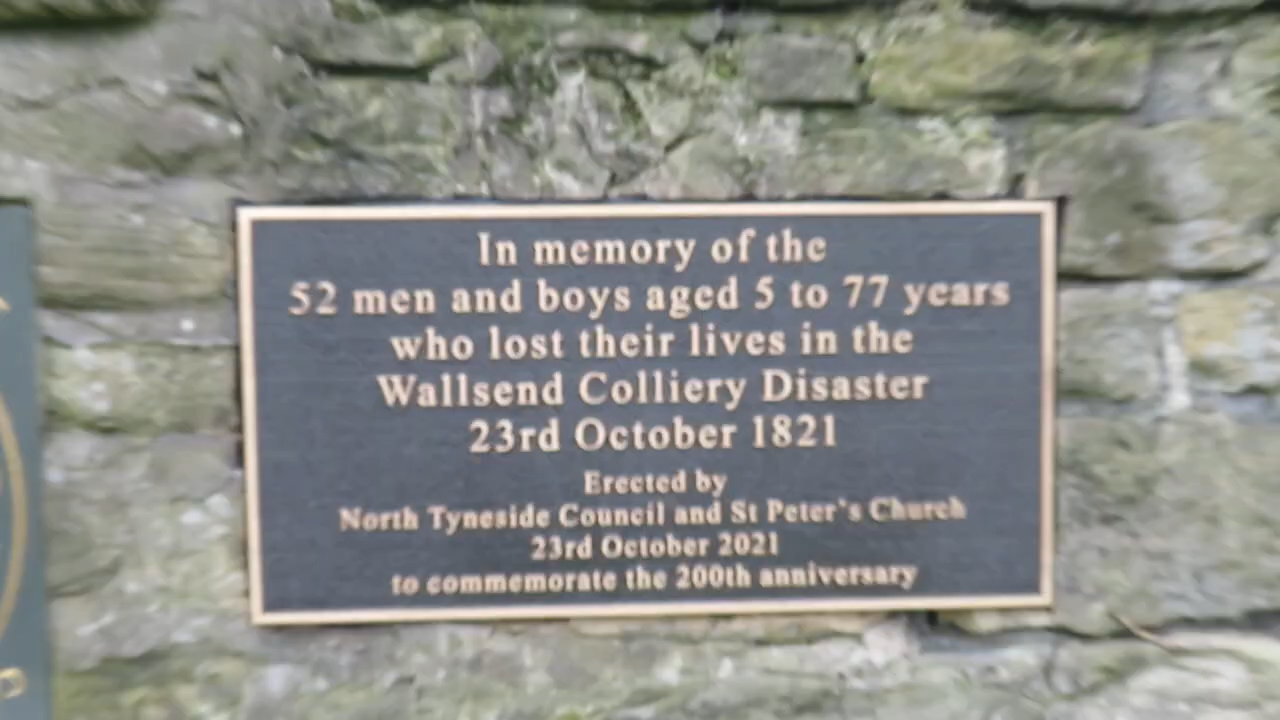 In memory of the
52 men and boys aged 5 to 77 years
who lost their lives in the
Wallsend Colliery Disaster
23rd October 1821
Erected by
North Tyneside Council and St Peter's Church
23rd October 2021
to commemorate the 200th anniversary